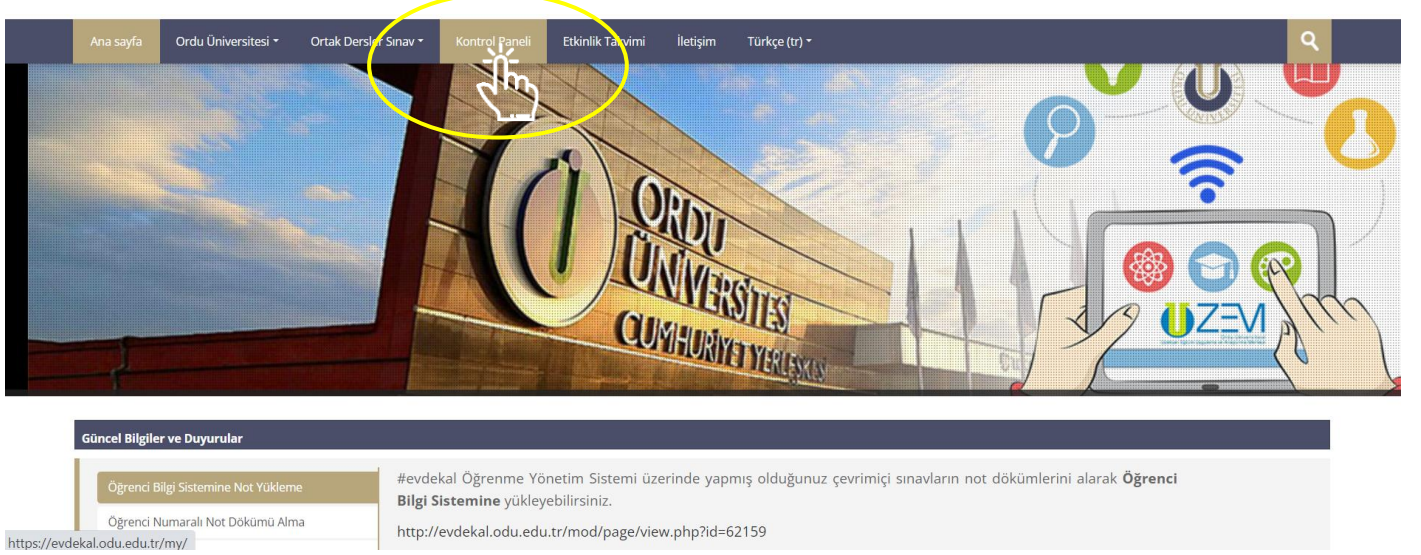 Ana sayfa
Ordu Üniversitesi
Ortak Dersler Sınav
Kontrol Paneli
Etkinlik Takvimi
İletişim
Türkçe (tr)
ORDU
ÜNİVERSİTESİ
CUMHURİYET YERLEŞKESİ
ÜZEM
Güncel Bilgiler ve Duyurular
Öğrenci Bilgi Sistemine Not Yükleme
Öğrenci Numaralı Not Dökümü Alma
#evdekal Öğrenme Yönetim Sistemi üzerinde yapmış olduğunuz çevrimiçi sınavların not dökümlerini alarak Öğrenci
Bilgi Sistemine yükleyebilirsiniz.
http://evdekal.odu.edu.tr/mod/page/view.php?id=62159
https://evdekal.odu.edu.tr/my/